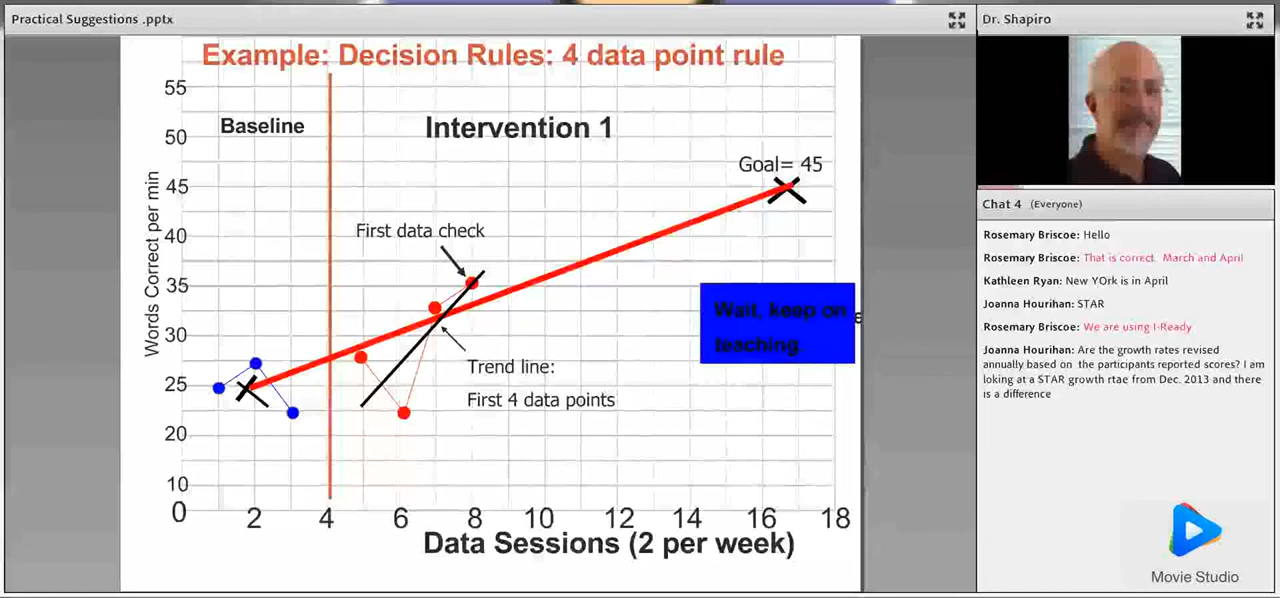 Practical Suggestions .pptx
Example: Decision Rules: 4 data point rule
55
Baseline
50
Intervention 1
Goal= 45
45
First data check
40
35
Wait, keep on
teaching.
30
Trend line:
First 4 data points
25
20
10
0
Words Correct per min
2 4 6 8 10 12 14 16 18
Data Sessions (2 per week)
Dr. Shapiro
Chat 4 (Everyone)
Rosemary Briscoe: Hello
Rosemary Briscoe: That is correct. March and April
Kathleen Ryan: New YOrk is in April
Joanna Hourihan: STAR
Rosemary Briscoe: We are using I-Ready
Joanna Hourihan: Are the growth rates revised
annually based on the participants reported scores? I am
loking at a STAR growth rtae from Dec. 2013 and there
is a difference
Movie Studio